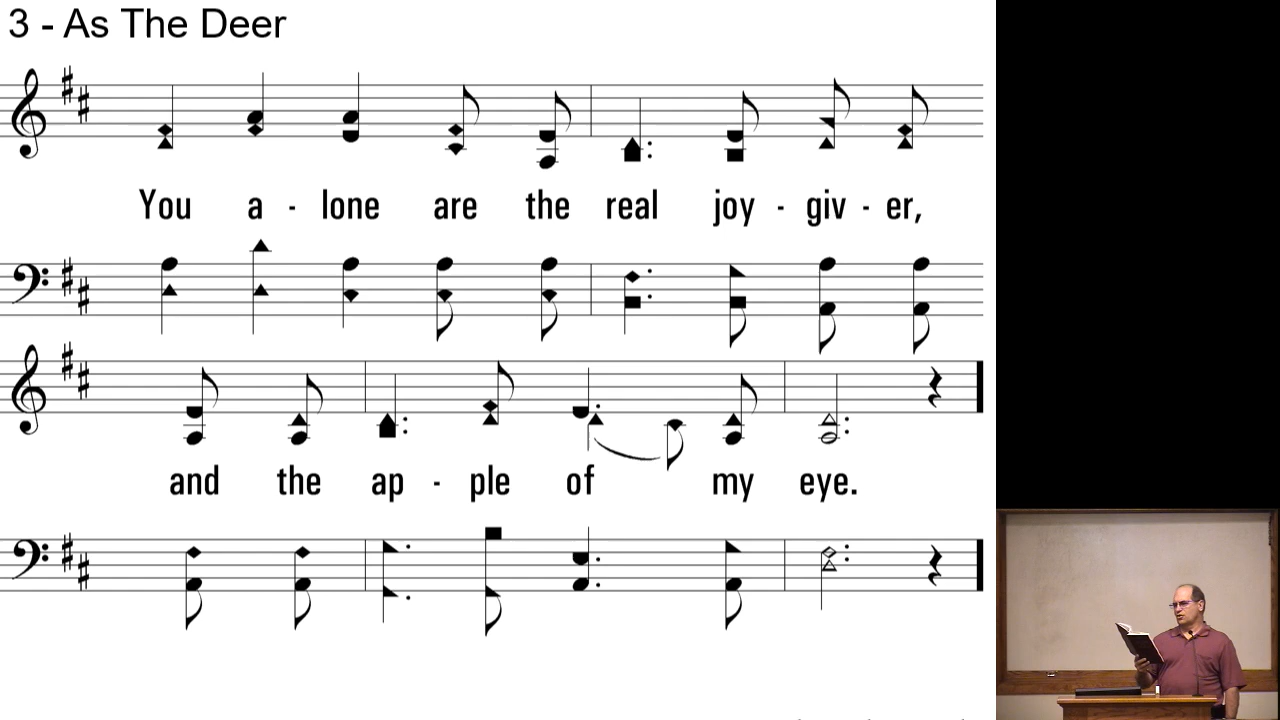 3 - As The Deer
You a - lone are the real joy - giv - er,
and the ap - ple of my eye.